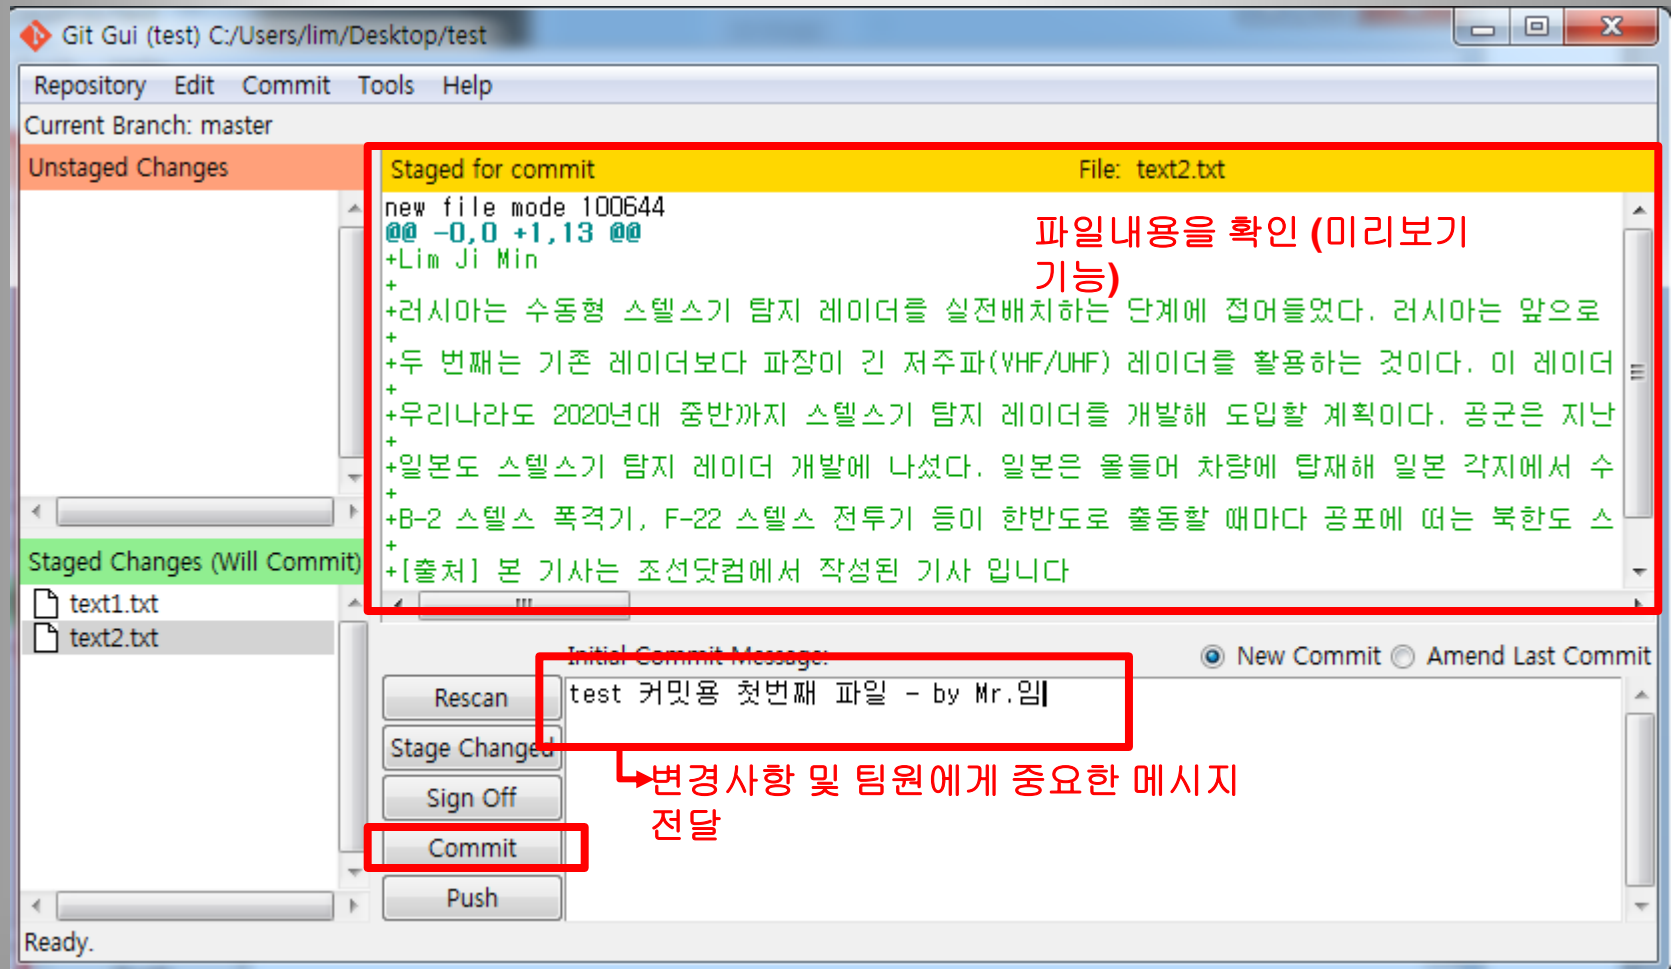 Git Gui (test) C:/Users/lim/Desktop/test
Repository Edit Commit Tools Help
Current Branch: master
Unstaged Changes
Staged for commit File: text2.txt
new file mode 100644
@@ -0,0 +1,13 @@
+Lim Ji Min
+
+러시아는 수동형 스텔스기 탐지 레이더를 실전배치하는 단계에 접어들었다. 러시아는 앞으로
+
+두 번째는 기존 레이더보다 파장이 긴 저주파(VHF/UHF) 레이더를 활용하는 것이다. 이 레이더
+
+우리나라도 2020년대 중반까지 스텔스기 탐지 레이더를 개발해 도입할 계획이다. 공군은 지난
+
+일본도 스텔스기 탐지 레이더 개발에 나섰다. 일본은 올들어 차량에 탑재해 일본 각지에서 수
+
+B-2 스텔스 폭격기, F-22 스텔스 전투기 등이 한반도로 출동할 때마다 공포에 떠는 북한도 스
+
+[출처] 본 기사는 조선닷컴에서 작성된 기사 입니다
파일내용을 확인 (미리보기
기능)
Staged Changes (Will Commit)
text1.txt
text2.txt
Initial Commit Message:
New Commit Amend Last Commit
test 커밋용 첫번째 파일 - by Mr.임
Rescan
Stage Changed
Sign Off
Commit
Push
변경사항 및 팀원에게 중요한 메시지
전달
Ready.